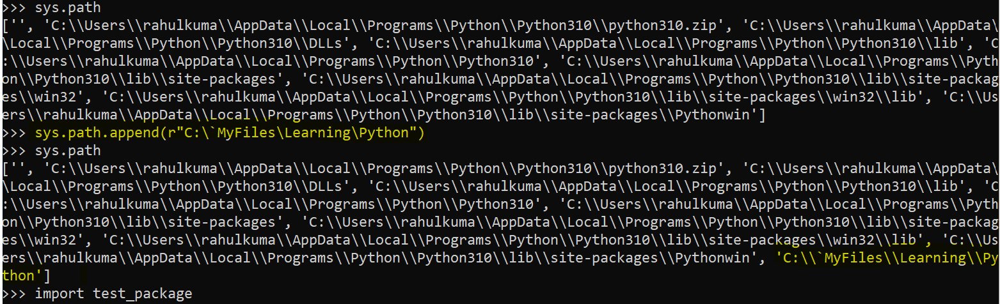 >>> sys.path
['', 'C:\\Users\\rahulkuma\\AppData\\Local\\Programs\\Python\\Python310\\python310.zip', 'C:\\Users\\rahulkuma\\AppData\
\Local\\Programs\\Python\\Python310\\DLLs', 'C:\\Users\\rahulkuma\\AppData\\Local\\Programs\\Python\\Python310\\lib', 'C
:\\Users\\rahulkuma\\AppData\\Local\\Programs\\Python\\Python310', 'C:\\Users\\rahulkuma\\AppData\\Local\\Programs\\Pyth
on\\Python310\\lib\\site-packages', 'C:\\Users\\rahulkuma\\AppData\\Local\\Programs\\Python\\Python310\\lib\\site-packag
es\\win32', 'C:\\Users\\rahulkuma\\AppData\\Local\\Programs\\Python\\Python310\\lib\\site-packages\\win32\\lib', 'C:\\Us
ers\\rahulkuma\\AppData\\Local\\Programs\\Python\\Python310\\lib\\site-packages\\Pythonwin']
>>> sys.path.append(r"C:\`MyFiles\Learning\Python")
>>> sys.path
['', 'C:\\Users\\rahulkuma\\AppData\\Local\\Programs\\Python\\Python310\\python310.zip', 'C:\\Users\\rahulkuma\\AppData\
\Local\\Programs\\Python\\Python310\\DLLs', 'C:\\Users\\rahulkuma\\AppData\\Local\\Programs\\Python\\Python310\\lib', 'C
:\\Users\\rahulkuma\\AppData\\Local\\Programs\\Python\\Python310', 'C:\\Users\\rahulkuma\\AppData\\Local\\Programs\\Pyth
on\\Python310\\lib\\site-packages', 'C:\\Users\\rahulkuma\\AppData\\Local\\Programs\\Python\\Python310\\lib\\site-packag
es\\win32', 'C:\\Users\\rahulkuma\\AppData\\Local\\Programs\\Python\\Python310\\lib\\site-packages\\win32\\lib', 'C:\\Us
ers\\rahulkuma\\AppData\\Local\\Programs\\Python\\Python310\\lib\\site-packages\\Pythonwin', 'C:\\`MyFiles\\Learning\\Py
thon']
>>> import test_package